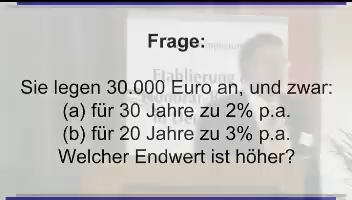 Frage:
Sie legen 30.000 Euro an, und zwar:
(a) für 30 Jahre zu 2% p.a.
(b) für 20 Jahre zu 3% p.a.
Welcher Endwert ist höher?